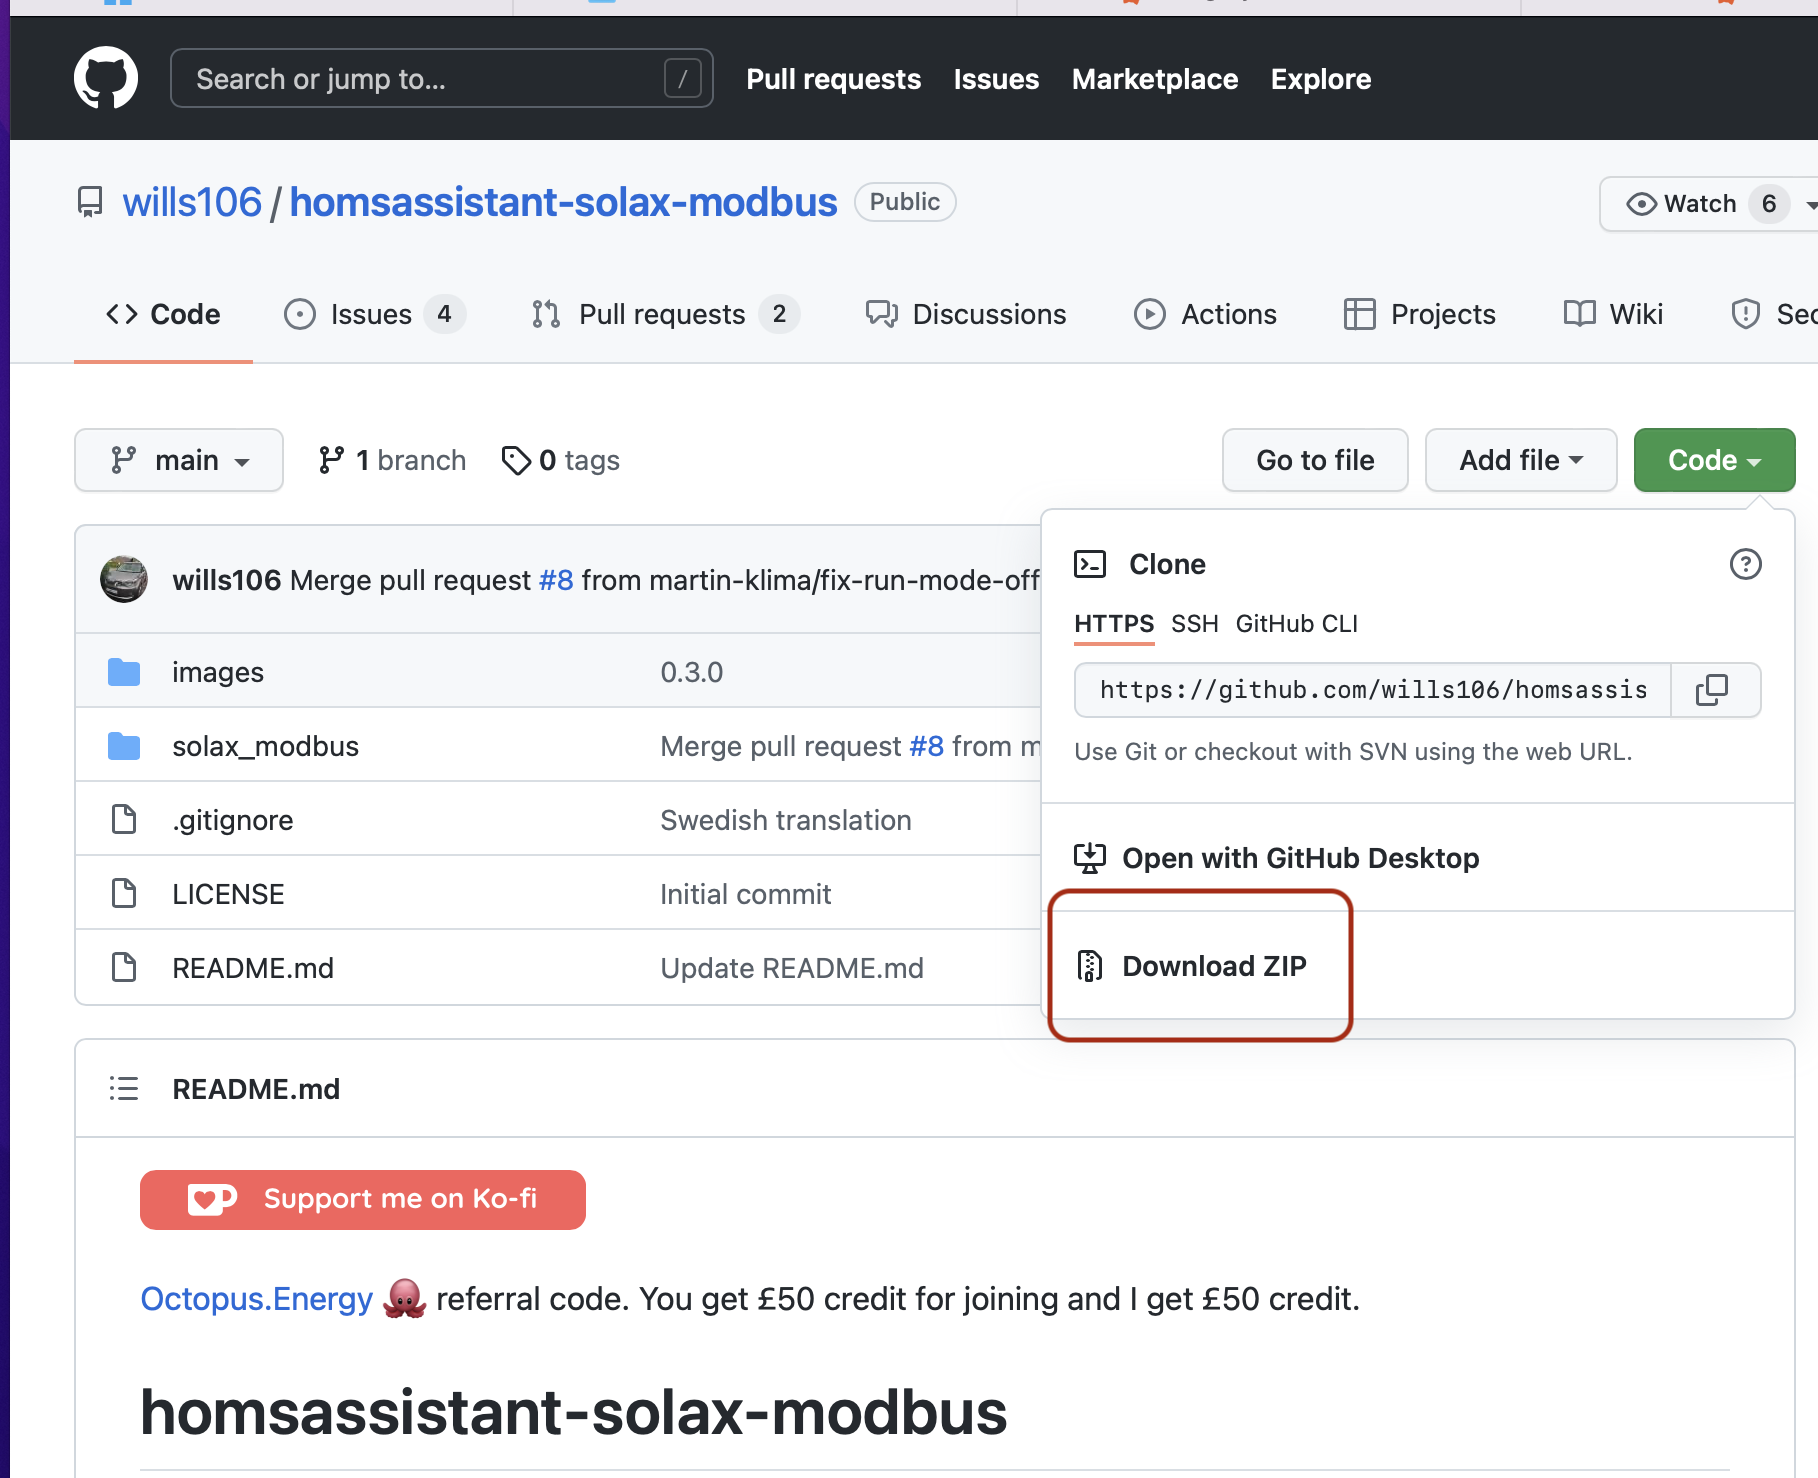 Search or jump to... /
Pull requests Issues Marketplace Explore
wills106 / homsassistant-solax-modbus Public
Watch 6
Code Issues 4 Pull requests 2 Discussions Actions Projects Wiki Sec
main 1 branch 0 tags Go to file Add file Code
wills106 Merge pull request #8 from martin-klima/fix-run-mode-off
images 0.3.0
solax_modbus Merge pull request #8 from m
.gitignore Swedish translation
LICENSE Initial commit
README.md Update README.md
Clone
HTTPS SSH GitHub CLI
https://github.com/wills106/homsassis
Use Git or checkout with SVN using the web URL.
Open with GitHub Desktop
Download ZIP
README.md
Support me on Ko-fi
Octopus.Energy 🐙 referral code. You get £50 credit for joining and I get £50 credit.
homsassistant-solax-modbus